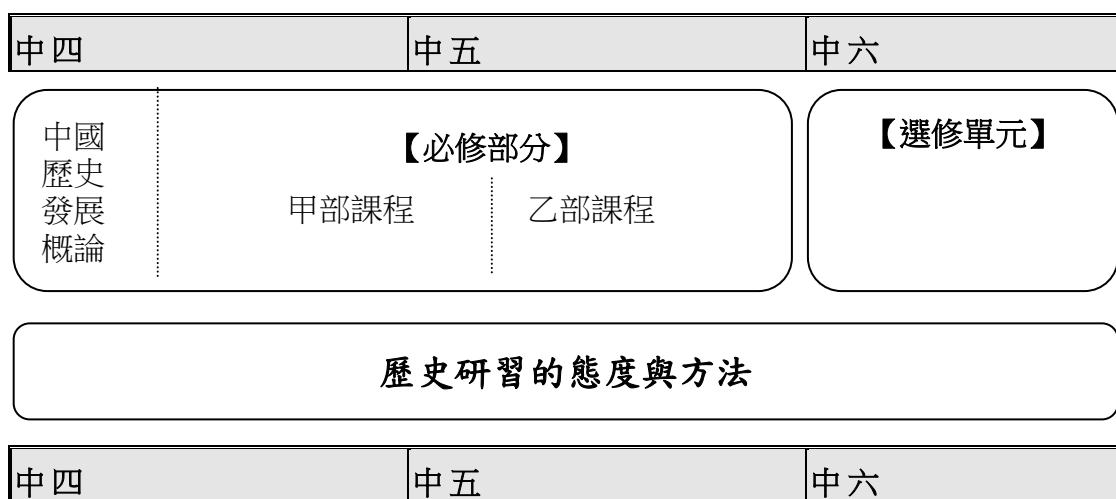 中四 中五 中六
中國
歷史
發展
概論
【必修部分】
甲部課程 乙部課程
【選修單元】
歷史研習的態度與方法
中四 中五 中六